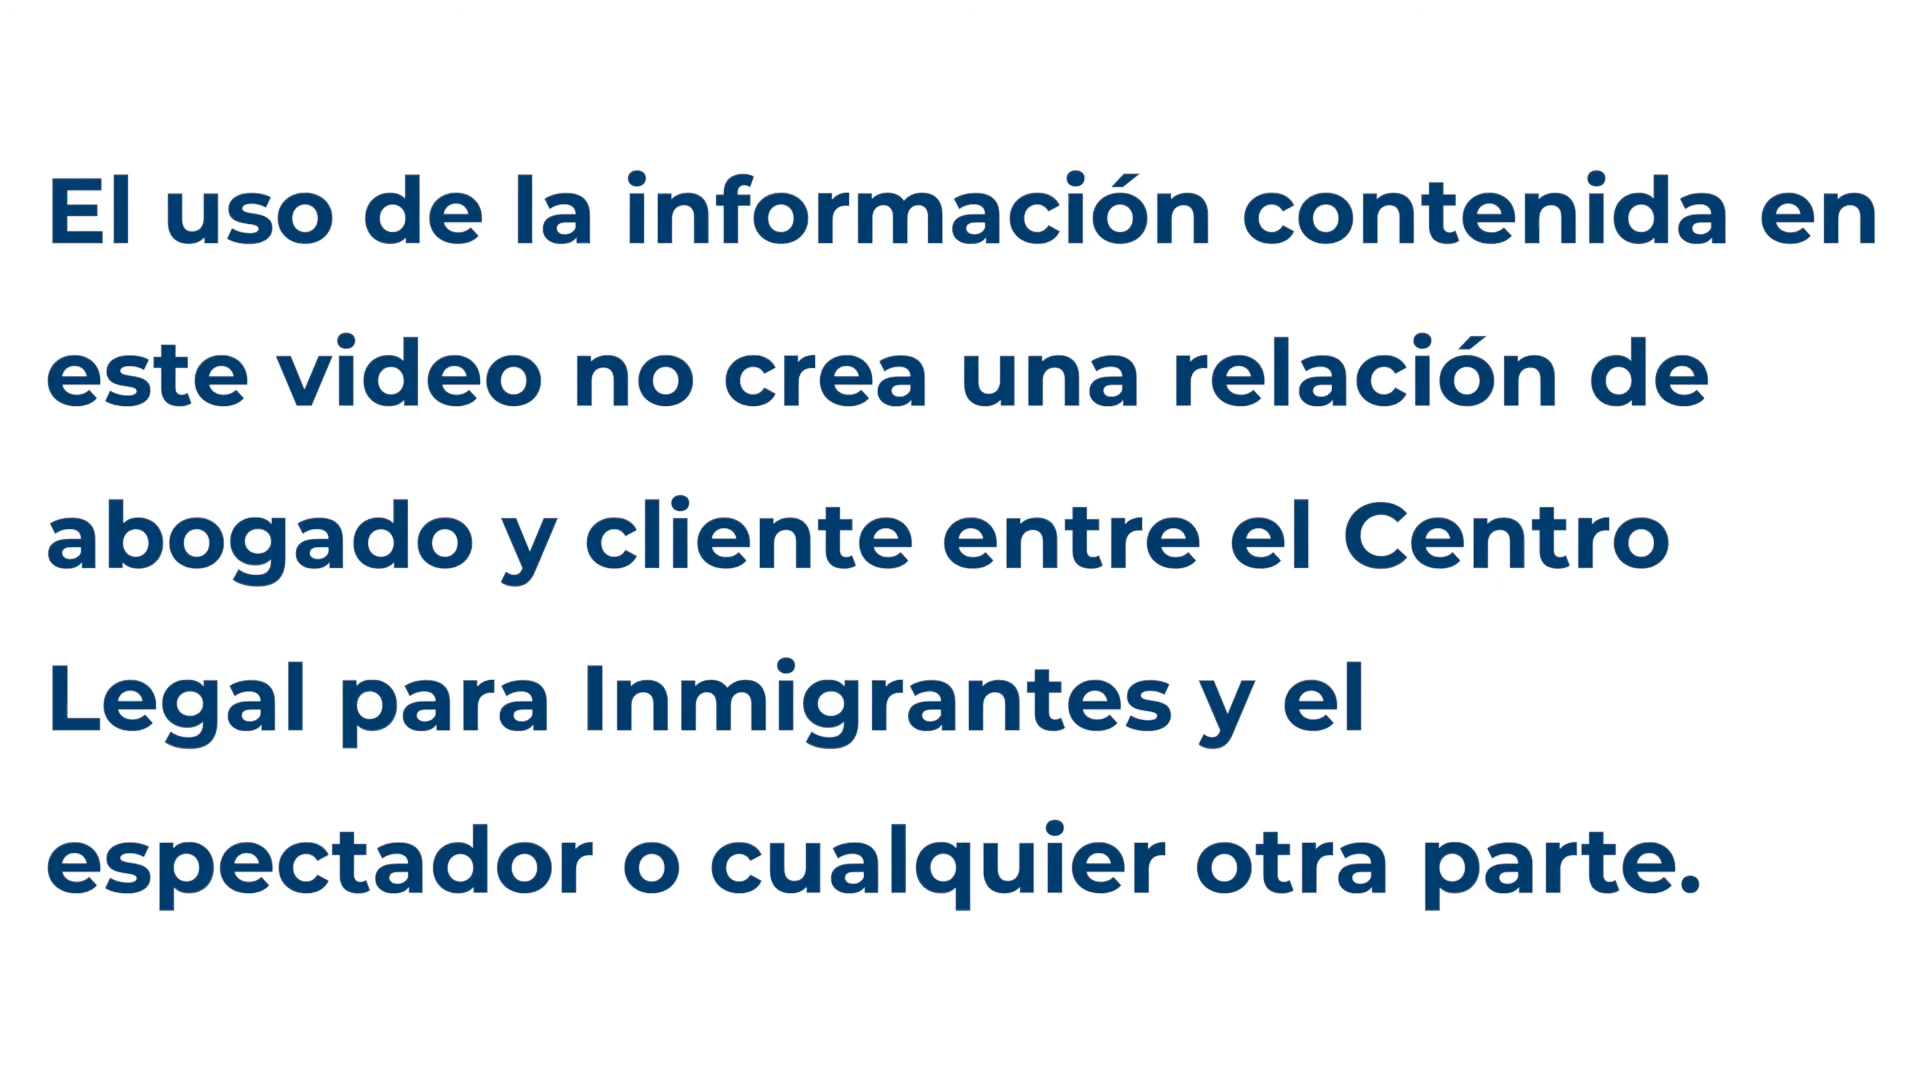 El uso de la información contenida en
este video no crea una relación de
abogado y cliente entre el Centro
Legal para Inmigrantes y el
espectador o cualquier otra parte.